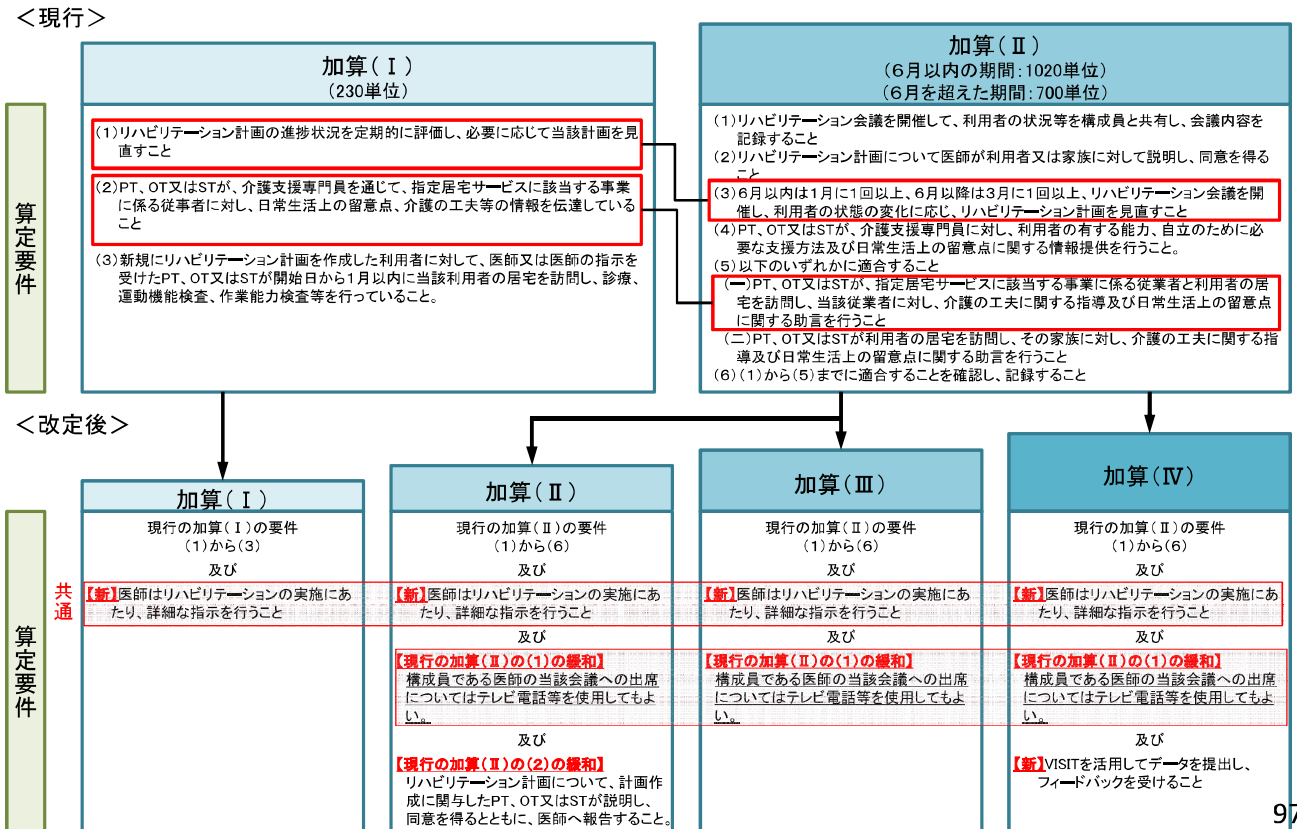 ＜現行＞
加算（Ⅰ）
（230単位）
加算（Ⅱ）
（６月以内の期間：1020単位）
（６月を超えた期間：700単位）
算定要件
（１）リハビリテーション計画の進捗状況を定期的に評価し、必要に応じて当該計画を見
直すこと
（２）PT、OT又はSTが、介護支援専門員を通じて、指定居宅サービスに該当する事業
に係る従事者に対し、日常生活上の留意点、介護の工夫等の情報を伝達している
こと
（３）新規にリハビリテーション計画を作成した利用者に対して、医師又は医師の指示を
受けたPT、OT又はSTが開始日から１月以内に当該利用者の居宅を訪問し、診療、
運動機能検査、作業能力検査等を行っていること。
（１）リハビリテーション会議を開催して、利用者の状況等を構成員と共有し、会議内容を
記録すること
（２）リハビリテーション計画について医師が利用者又は家族に対して説明し、同意を得る
こと
（３）６月以内は１月に１回以上、６月以降は３月に１回以上、リハビリテーション会議を開
催し、利用者の状態の変化に応じ、リハビリテーション計画を見直すこと
（４）PT、OT又はSTが、介護支援専門員に対し、利用者の有する能力、自立のために必
要な支援方法及び日常生活上の留意点に関する情報提供を行うこと。
（５）以下のいずれかに適合すること
（一）PT、OT又はSTが、指定居宅サービスに該当する事業に係る従業者と利用者の居
宅を訪問し、当該従業者に対し、介護の工夫に関する指導及び日常生活上の留意点
に関する助言を行うこと
（二）PT、OT又はSTが利用者の居宅を訪問し、その家族に対し、介護の工夫に関する指
導及び日常生活上の留意点に関する助言を行うこと
（６）（１）から（５）までに適合することを確認し、記録すること
＜改定後＞
加算（Ⅰ）
加算（Ⅱ）
加算（Ⅲ）
加算（Ⅳ）
算定要件
共通
現行の加算（Ⅰ）の要件
（１）から（３）
及び
【新】医師はリハビリテーションの実施にあ
たり、詳細な指示を行うこと
現行の加算（Ⅱ）の要件
（１）から（６）
及び
【新】医師はリハビリテーションの実施にあ
たり、詳細な指示を行うこと
及び
【現行の加算（Ⅱ）の（１）の緩和】
構成員である医師の当該会議への出席
についてはテレビ電話等を使用してもよ
い。
及び
【現行の加算（Ⅱ）の（２）の緩和】
リハビリテーション計画について、計画作
成に関与したPT、OT又はSTが説明し、
同意を得るとともに、医師へ報告すること。
現行の加算（Ⅱ）の要件
（１）から（６）
及び
【新】医師はリハビリテーションの実施にあ
たり、詳細な指示を行うこと
及び
【現行の加算（Ⅱ）の（１）の緩和】
構成員である医師の当該会議への出席
についてはテレビ電話等を使用してもよ
い。
現行の加算（Ⅱ）の要件
（１）から（６）
及び
【新】医師はリハビリテーションの実施にあ
たり、詳細な指示を行うこと
及び
【現行の加算（Ⅱ）の（１）の緩和】
構成員である医師の当該会議への出席
についてはテレビ電話等を使用してもよ
い。
及び
【新】VISITを活用してデータを提出し、
フィードバックを受けること
97